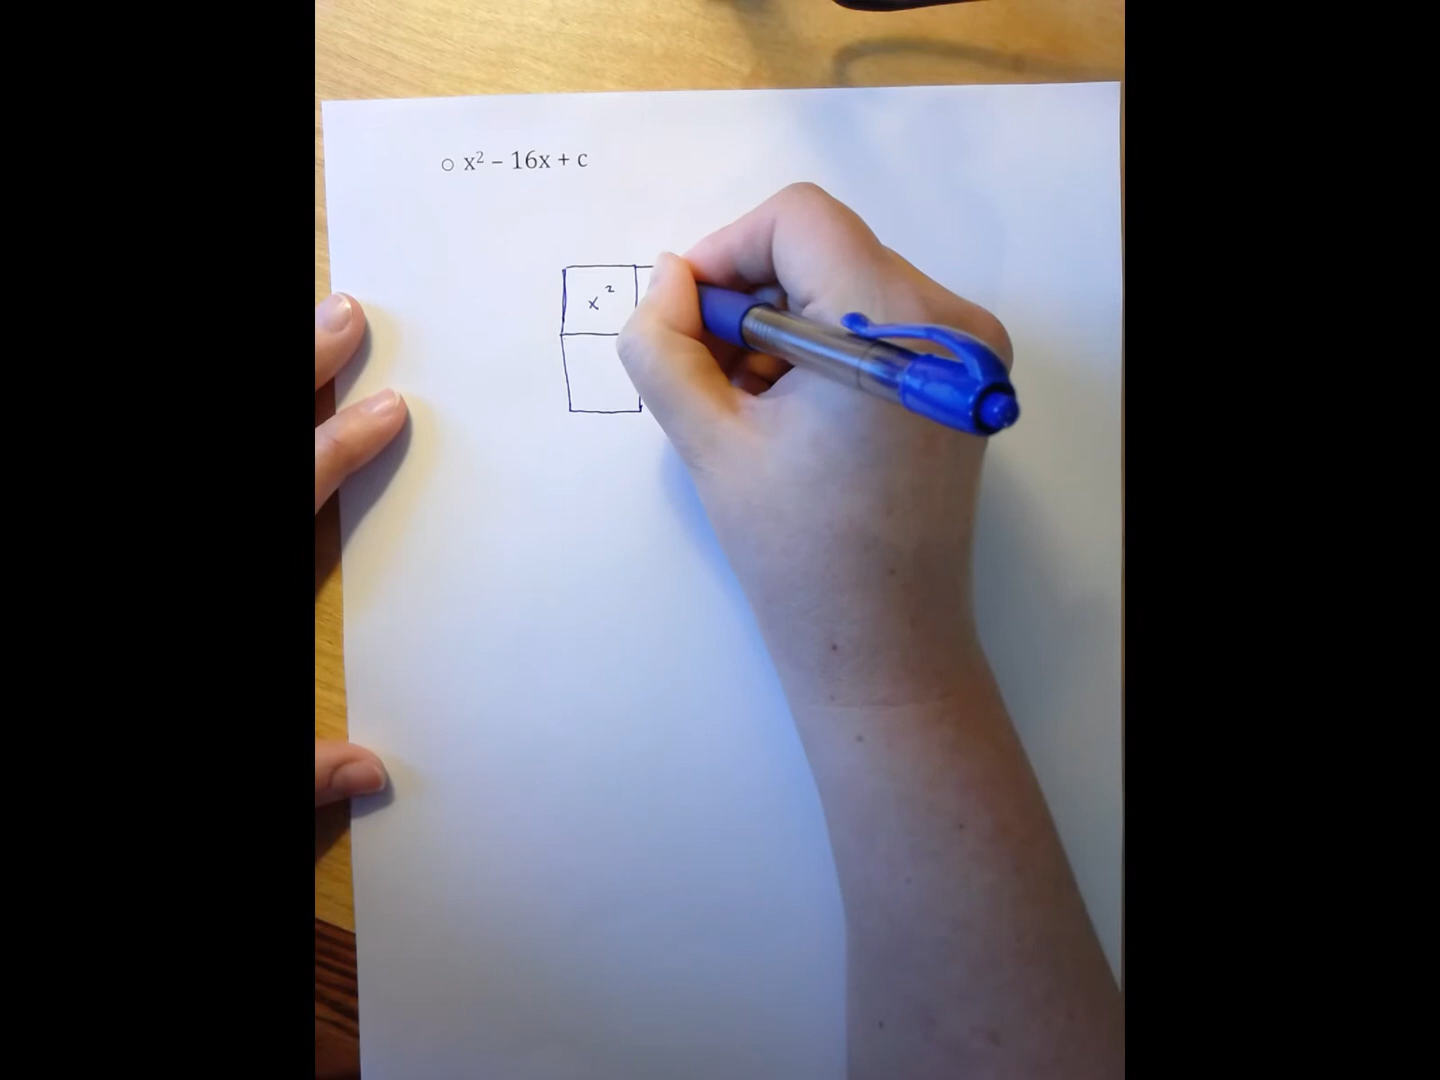 ○ x² – 16x + c
x²